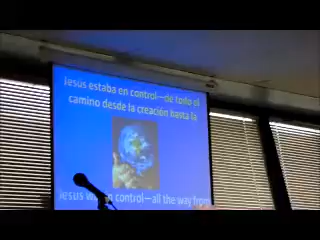 Jesús estaba en control—de todo el
camino desde la creación hasta la
Jesus was in control—all the way from